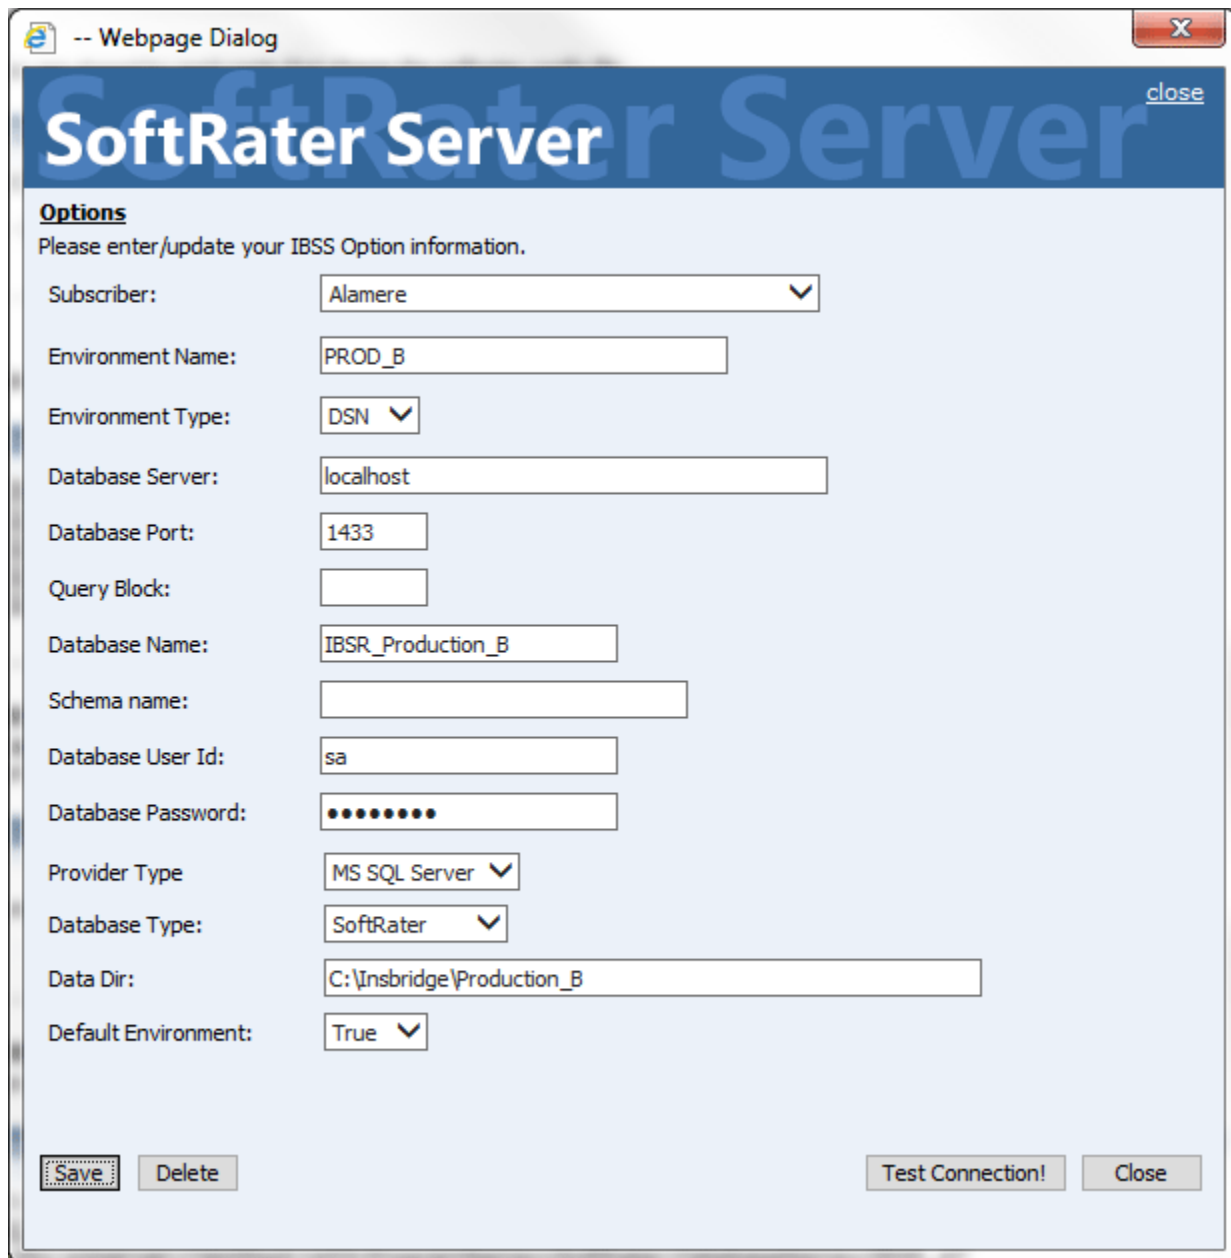 -- Webpage Dialog
close
SoftRater Server
SoftRater Server
Options
Please enter/update your IBSS Option information.
Subscriber: Alamere
Environment Name: PROD_B
Environment Type: DSN
Database Server: localhost
Database Port: 1433
Query Block:
Database Name: IBSR_Production_B
Schema name:
Database User Id: sa
Database Password: ••••••••
Provider Type MS SQL Server
Database Type: SoftRater
Data Dir: C:\Insbridge\Production_B
Default Environment: True
Save Delete Test Connection! Close